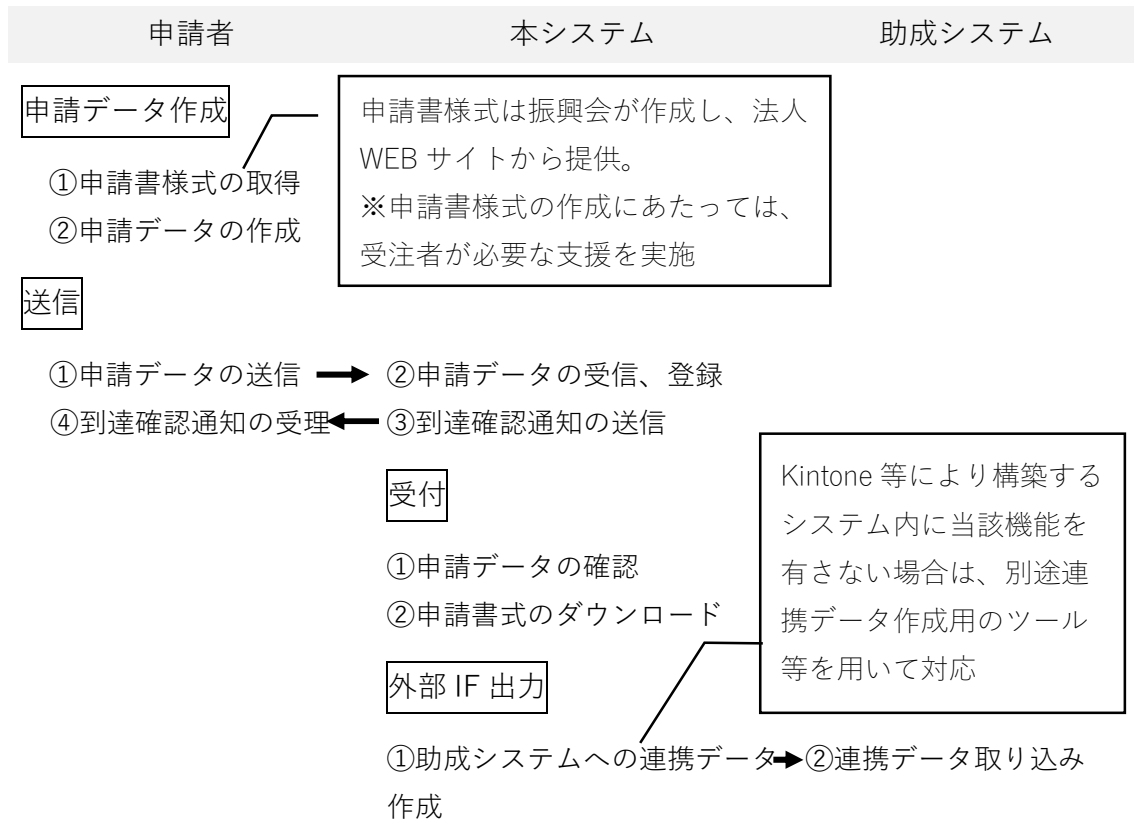 申請者 本システム 助成システム
申請データ作成
①申請書様式の取得
②申請データの作成
申請書様式は振興会が作成し、法人
WEB サイトから提供。
※申請書様式の作成にあたっては、
受注者が必要な支援を実施
送信
①申請データの送信 ②申請データの受信、登録
④到達確認通知の受理 ③到達確認通知の送信
受付
①申請データの確認
②申請書式のダウンロード
Kintone 等により構築する
システム内に当該機能を
有さない場合は、別途連
携データ作成用のツール
等を用いて対応
外部 IF 出力
①助成システムへの連携データ ②連携データ取り込み
作成